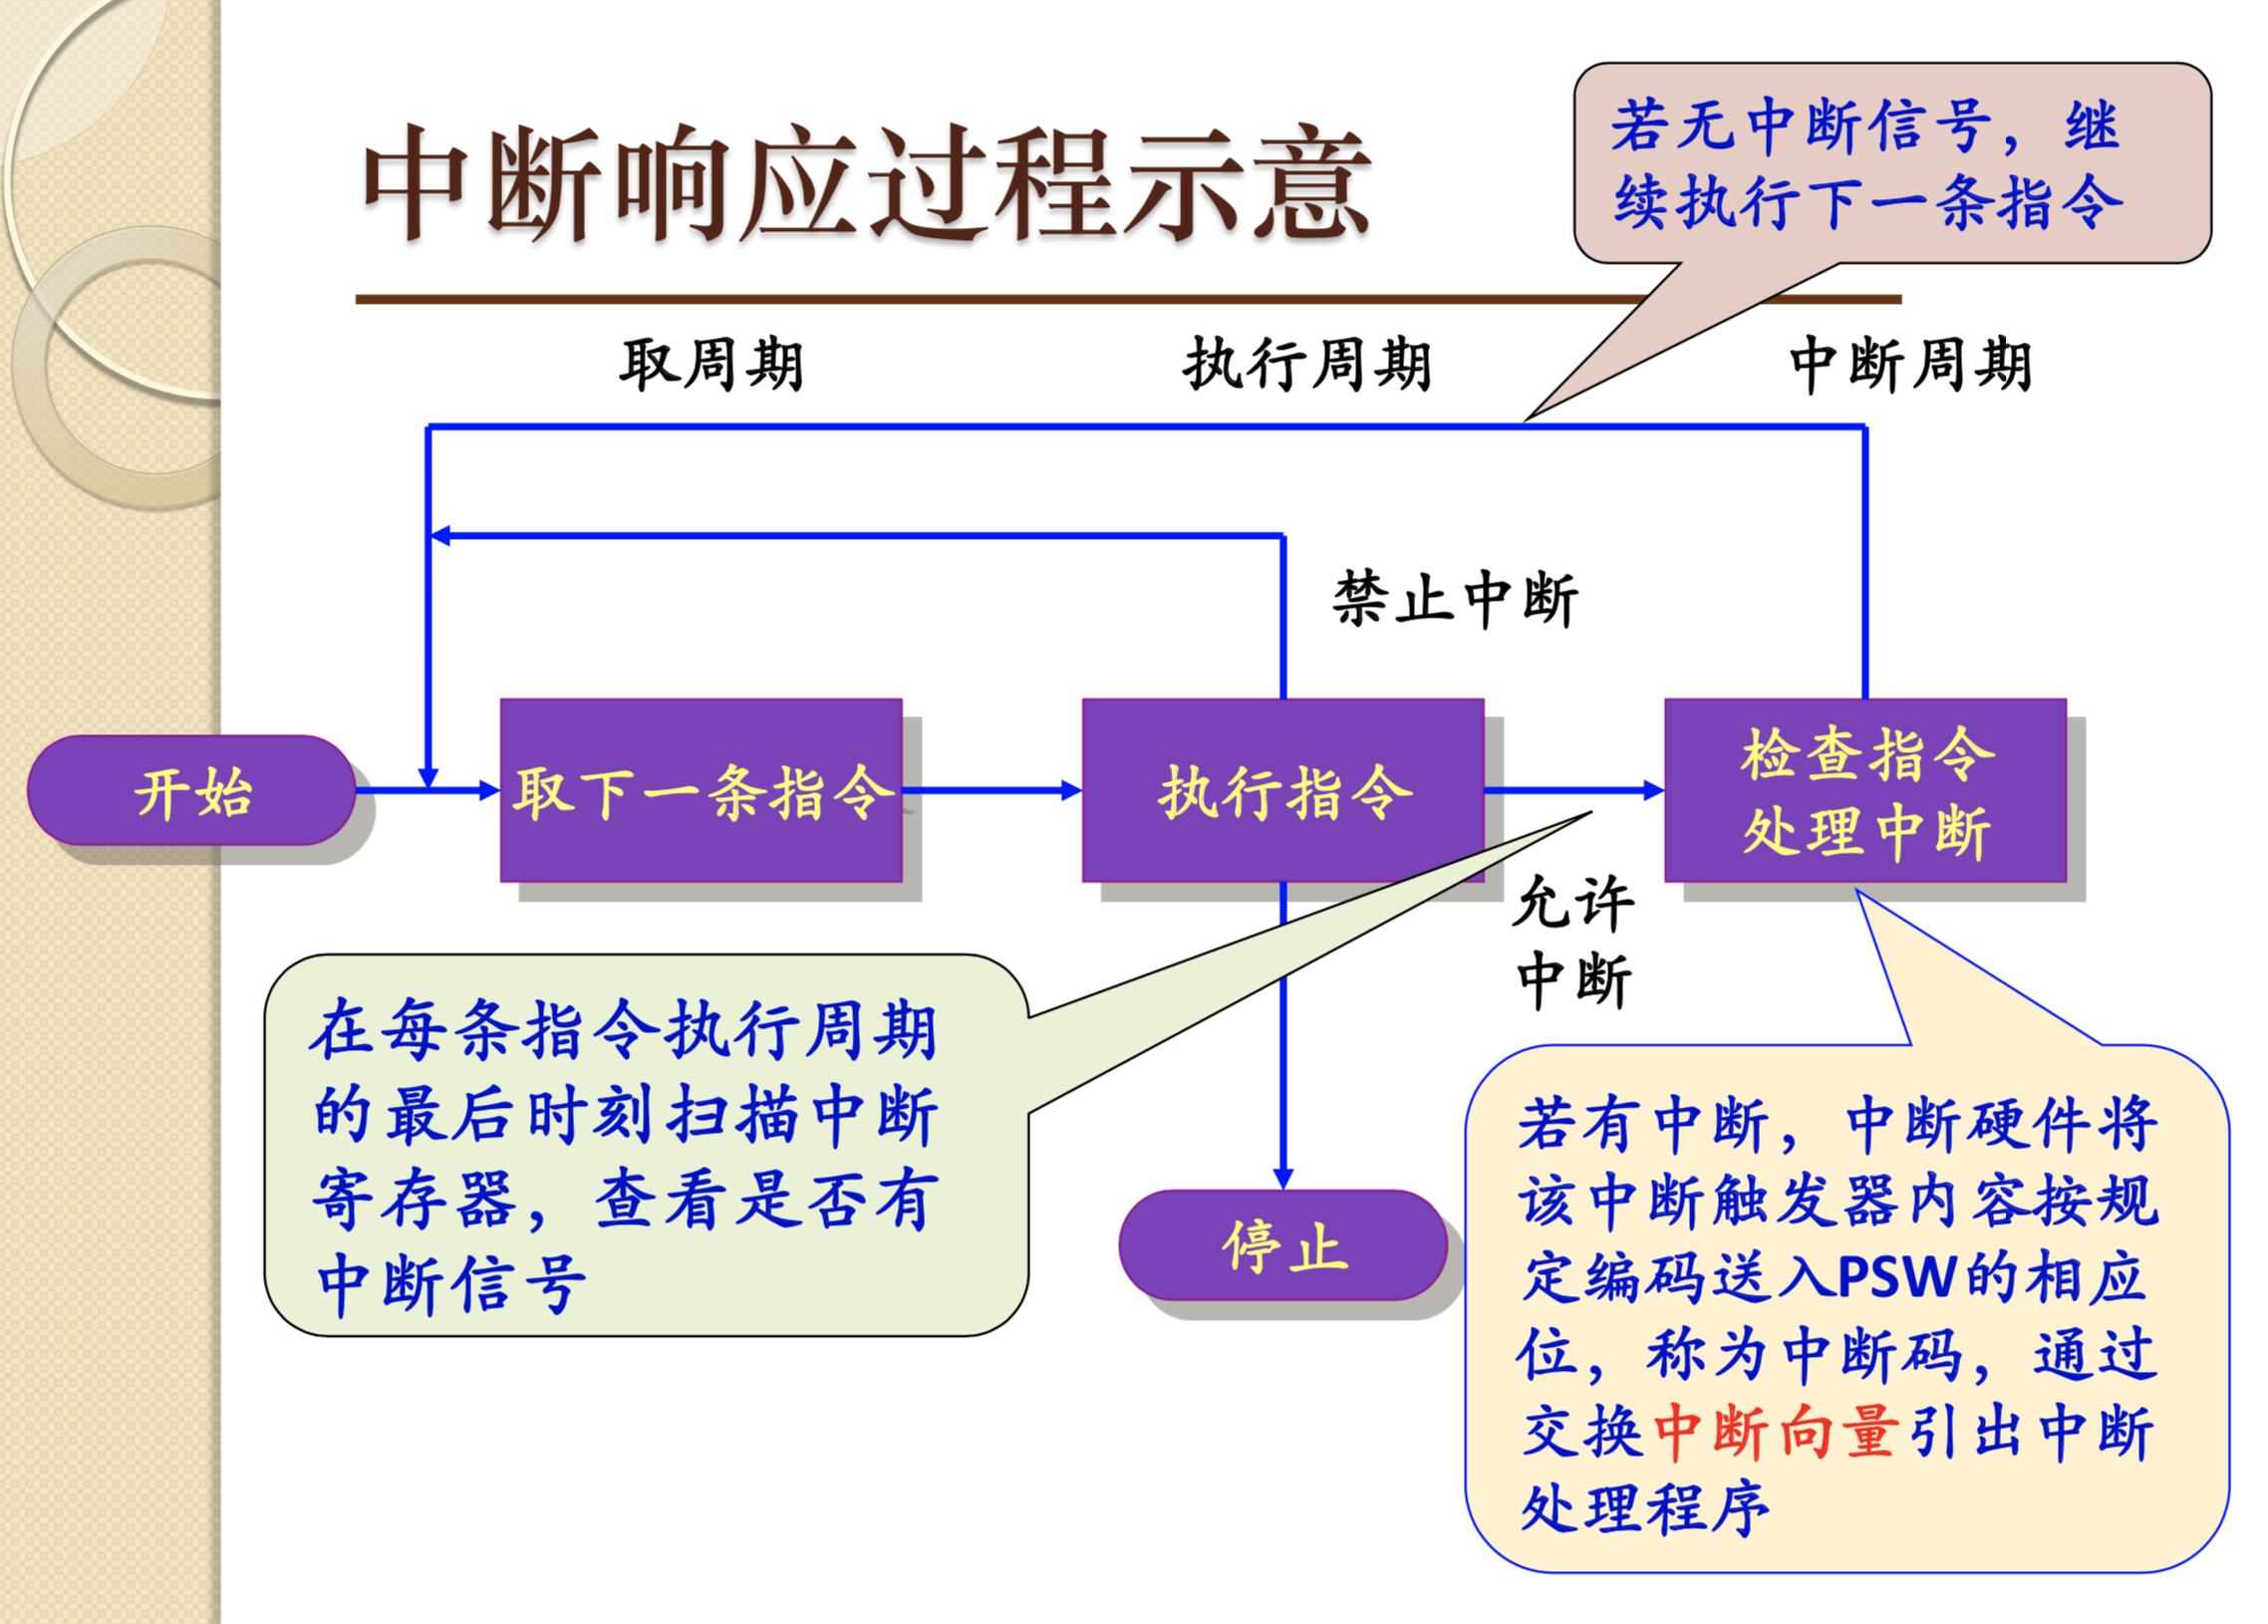 中断响应过程示意
若无中断信号，继
续执行下一条指令
取周期
执行周期
中断周期
禁止中断
开始
取下一条指令
执行指令
检查指令
处理中断
允许
中断
在每条指令执行周期
的最后时刻扫描中断
寄存器，查看是否有
中断信号
停止
若有中断，中断硬件将
该中断触发器内容按规
定编码送入PSW的相应
位，称为中断码，通过
交换中断向量引出中断
处理程序